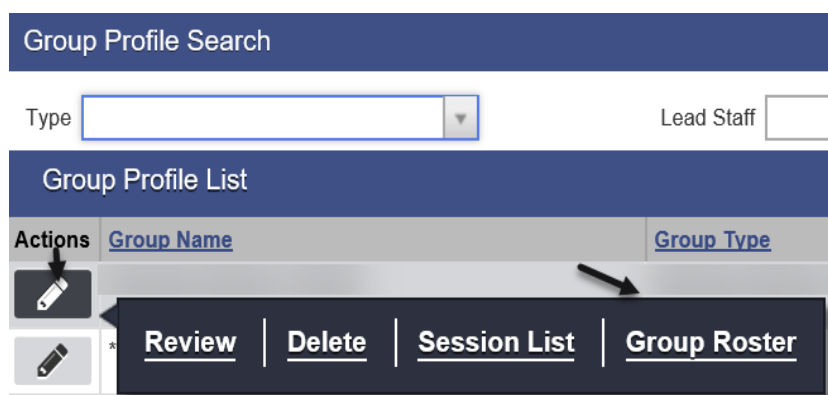 Group Profile Search
Type
Lead Staff
Group Profile List
Actions Group Name Group Type
* Review Delete Session List Group Roster